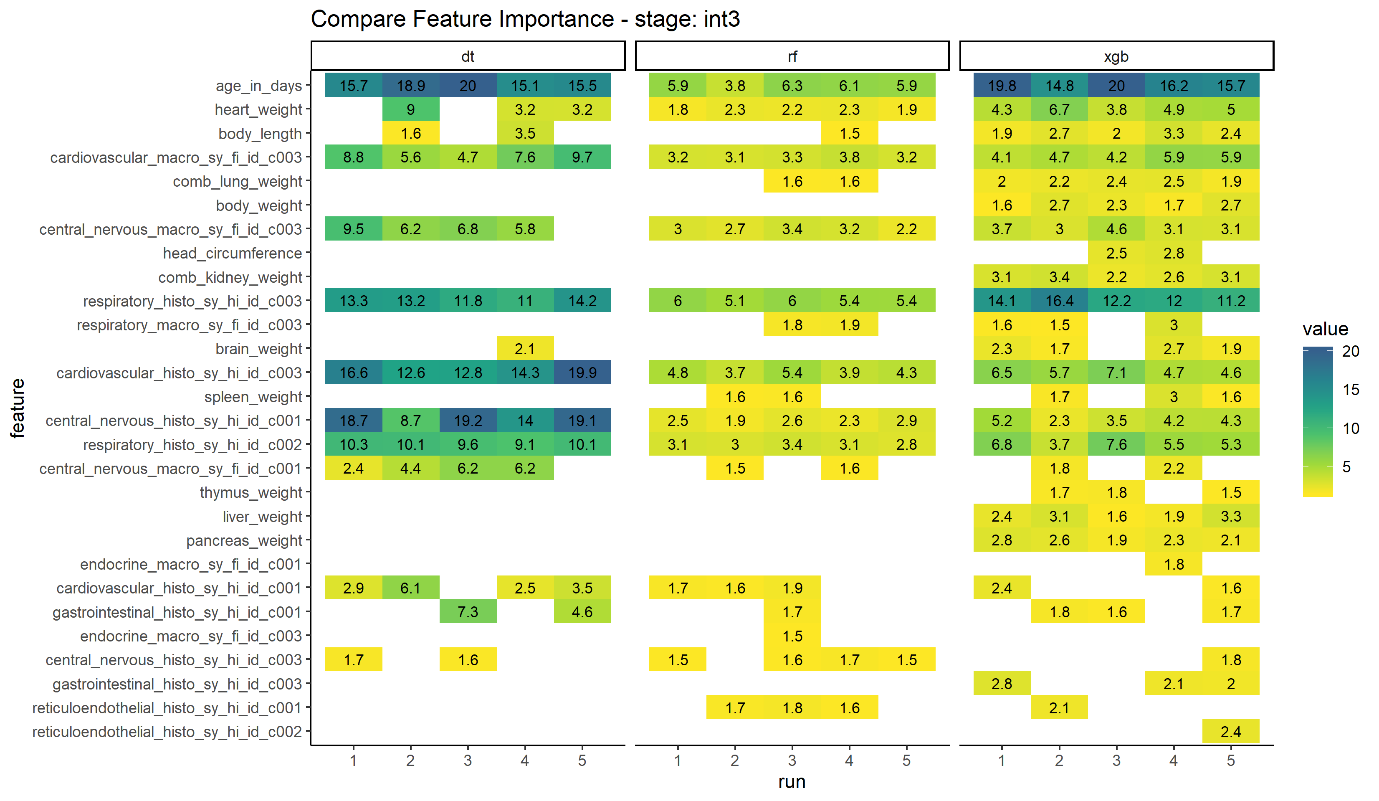 Compare Feature Importance - stage: int3
dt rf xgb
age_in_days 15.7 18.9 20 15.1 15.5 5.9 3.8 6.3 6.1 5.9 19.8 14.8 20 16.2 15.7
heart_weight 9 3.2 3.2 1.8 2.3 2.2 2.3 1.9 4.3 6.7 3.8 4.9 5
body_length 1.6 3.5 1.5 1.9 2.7 2 3.3 2.4
cardiovascular_macro_sy_fi_id_c003 8.8 5.6 4.7 7.6 9.7 3.2 3.1 3.3 3.8 3.2 4.1 4.7 4.2 5.9 5.9
comb_lung_weight 1.6 1.6 2 2.2 2.4 2.5 1.9
body_weight 1.6 2.7 2.3 1.7 2.7
central_nervous_macro_sy_fi_id_c003 9.5 6.2 6.8 5.8 3 2.7 3.4 3.2 2.2 3.7 3 4.6 3.1 3.1
head_circumference 2.5 2.8
comb_kidney_weight 3.1 3.4 2.2 2.6 3.1
respiratory_histo_sy_hi_id_c003 13.3 13.2 11.8 11 14.2 6 5.1 6 5.4 5.4 14.1 16.4 12.2 12 11.2
respiratory_macro_sy_fi_id_c003 1.8 1.9 1.6 1.5 3
brain_weight 2.1 2.3 1.7 2.7 1.9
cardiovascular_histo_sy_hi_id_c003 16.6 12.6 12.8 14.3 19.9 4.8 3.7 5.4 3.9 4.3 6.5 5.7 7.1 4.7 4.6
spleen_weight 1.6 1.6 1.7 3 1.6
central_nervous_histo_sy_hi_id_c001 18.7 8.7 19.2 14 19.1 2.5 1.9 2.6 2.3 2.9 5.2 2.3 3.5 4.2 4.3
respiratory_histo_sy_hi_id_c002 10.3 10.1 9.6 9.1 10.1 3.1 3 3.4 3.1 2.8 6.8 3.7 7.6 5.5 5.3
central_nervous_macro_sy_fi_id_c001 2.4 4.4 6.2 6.2 1.5 1.6 1.8 2.2
thymus_weight 1.7 1.8 1.5
liver_weight 2.4 3.1 1.6 1.9 3.3
pancreas_weight 2.8 2.6 1.9 2.3 2.1
endocrine_macro_sy_fi_id_c001 1.8
cardiovascular_histo_sy_hi_id_c001 2.9 6.1 2.5 3.5 1.7 1.6 1.9 2.4 1.6
gastrointestinal_histo_sy_hi_id_c001 7.3 4.6 1.7 1.8 1.6 1.7
endocrine_macro_sy_fi_id_c003 1.5
central_nervous_histo_sy_hi_id_c003 1.7 1.6 1.5 1.6 1.7 1.5 1.8
gastrointestinal_histo_sy_hi_id_c003 2.8 2.1 2
reticuloendothelial_histo_sy_hi_id_c001 1.7 1.8 1.6 2.1
reticuloendothelial_histo_sy_hi_id_c002 2.4
1 2 3 4 5 1 2 3 4 5 1 2 3 4 5
run
feature
value
20
15
10
5